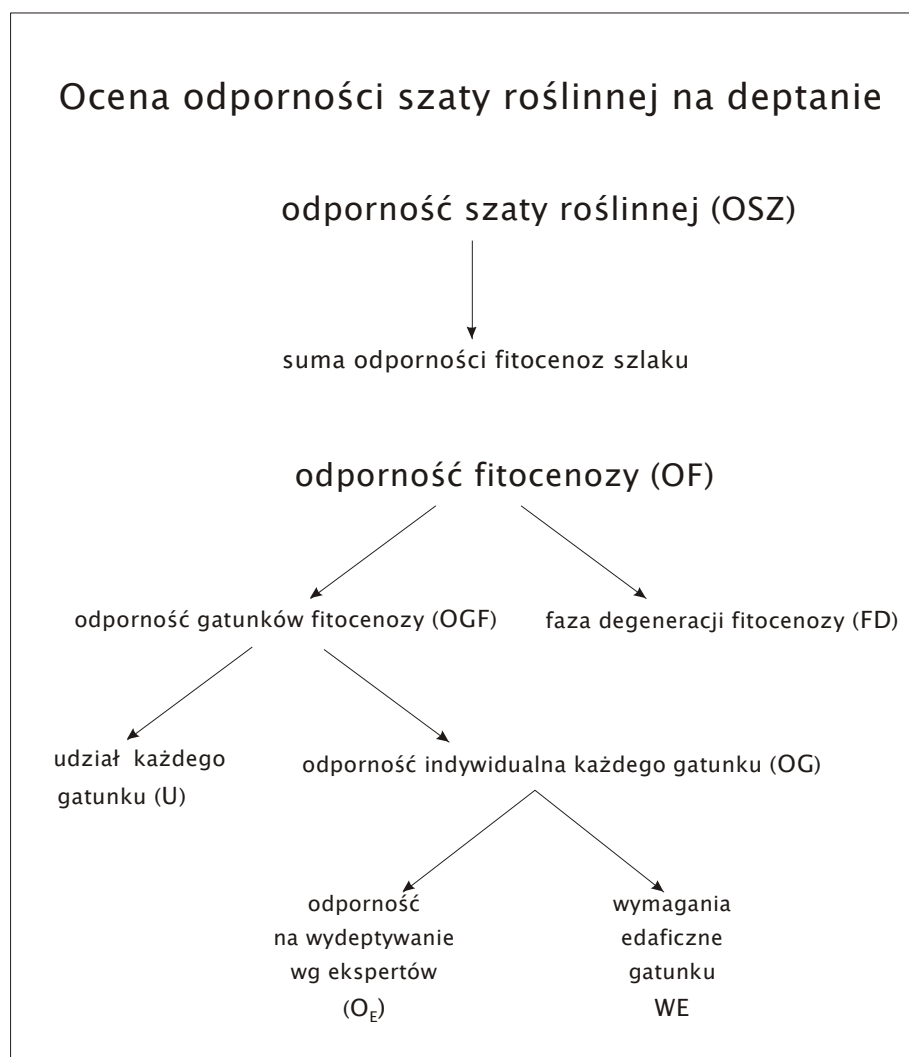 Ocena odporności szaty roślinnej na deptanie
odporność szaty roślinnej (OSZ)
suma odporności fitocenoz szlaku
odporność fitocenozy (OF)
odporność gatunków fitocenozy (OGF)
faza degeneracji fitocenozy (FD)
udział każdego
gatunku (U)
odporność indywidualna każdego gatunku (OG)
odporność
na wydeptywanie
wg ekspertów
(O_E)
wymagania
edaficzne
gatunku
WE